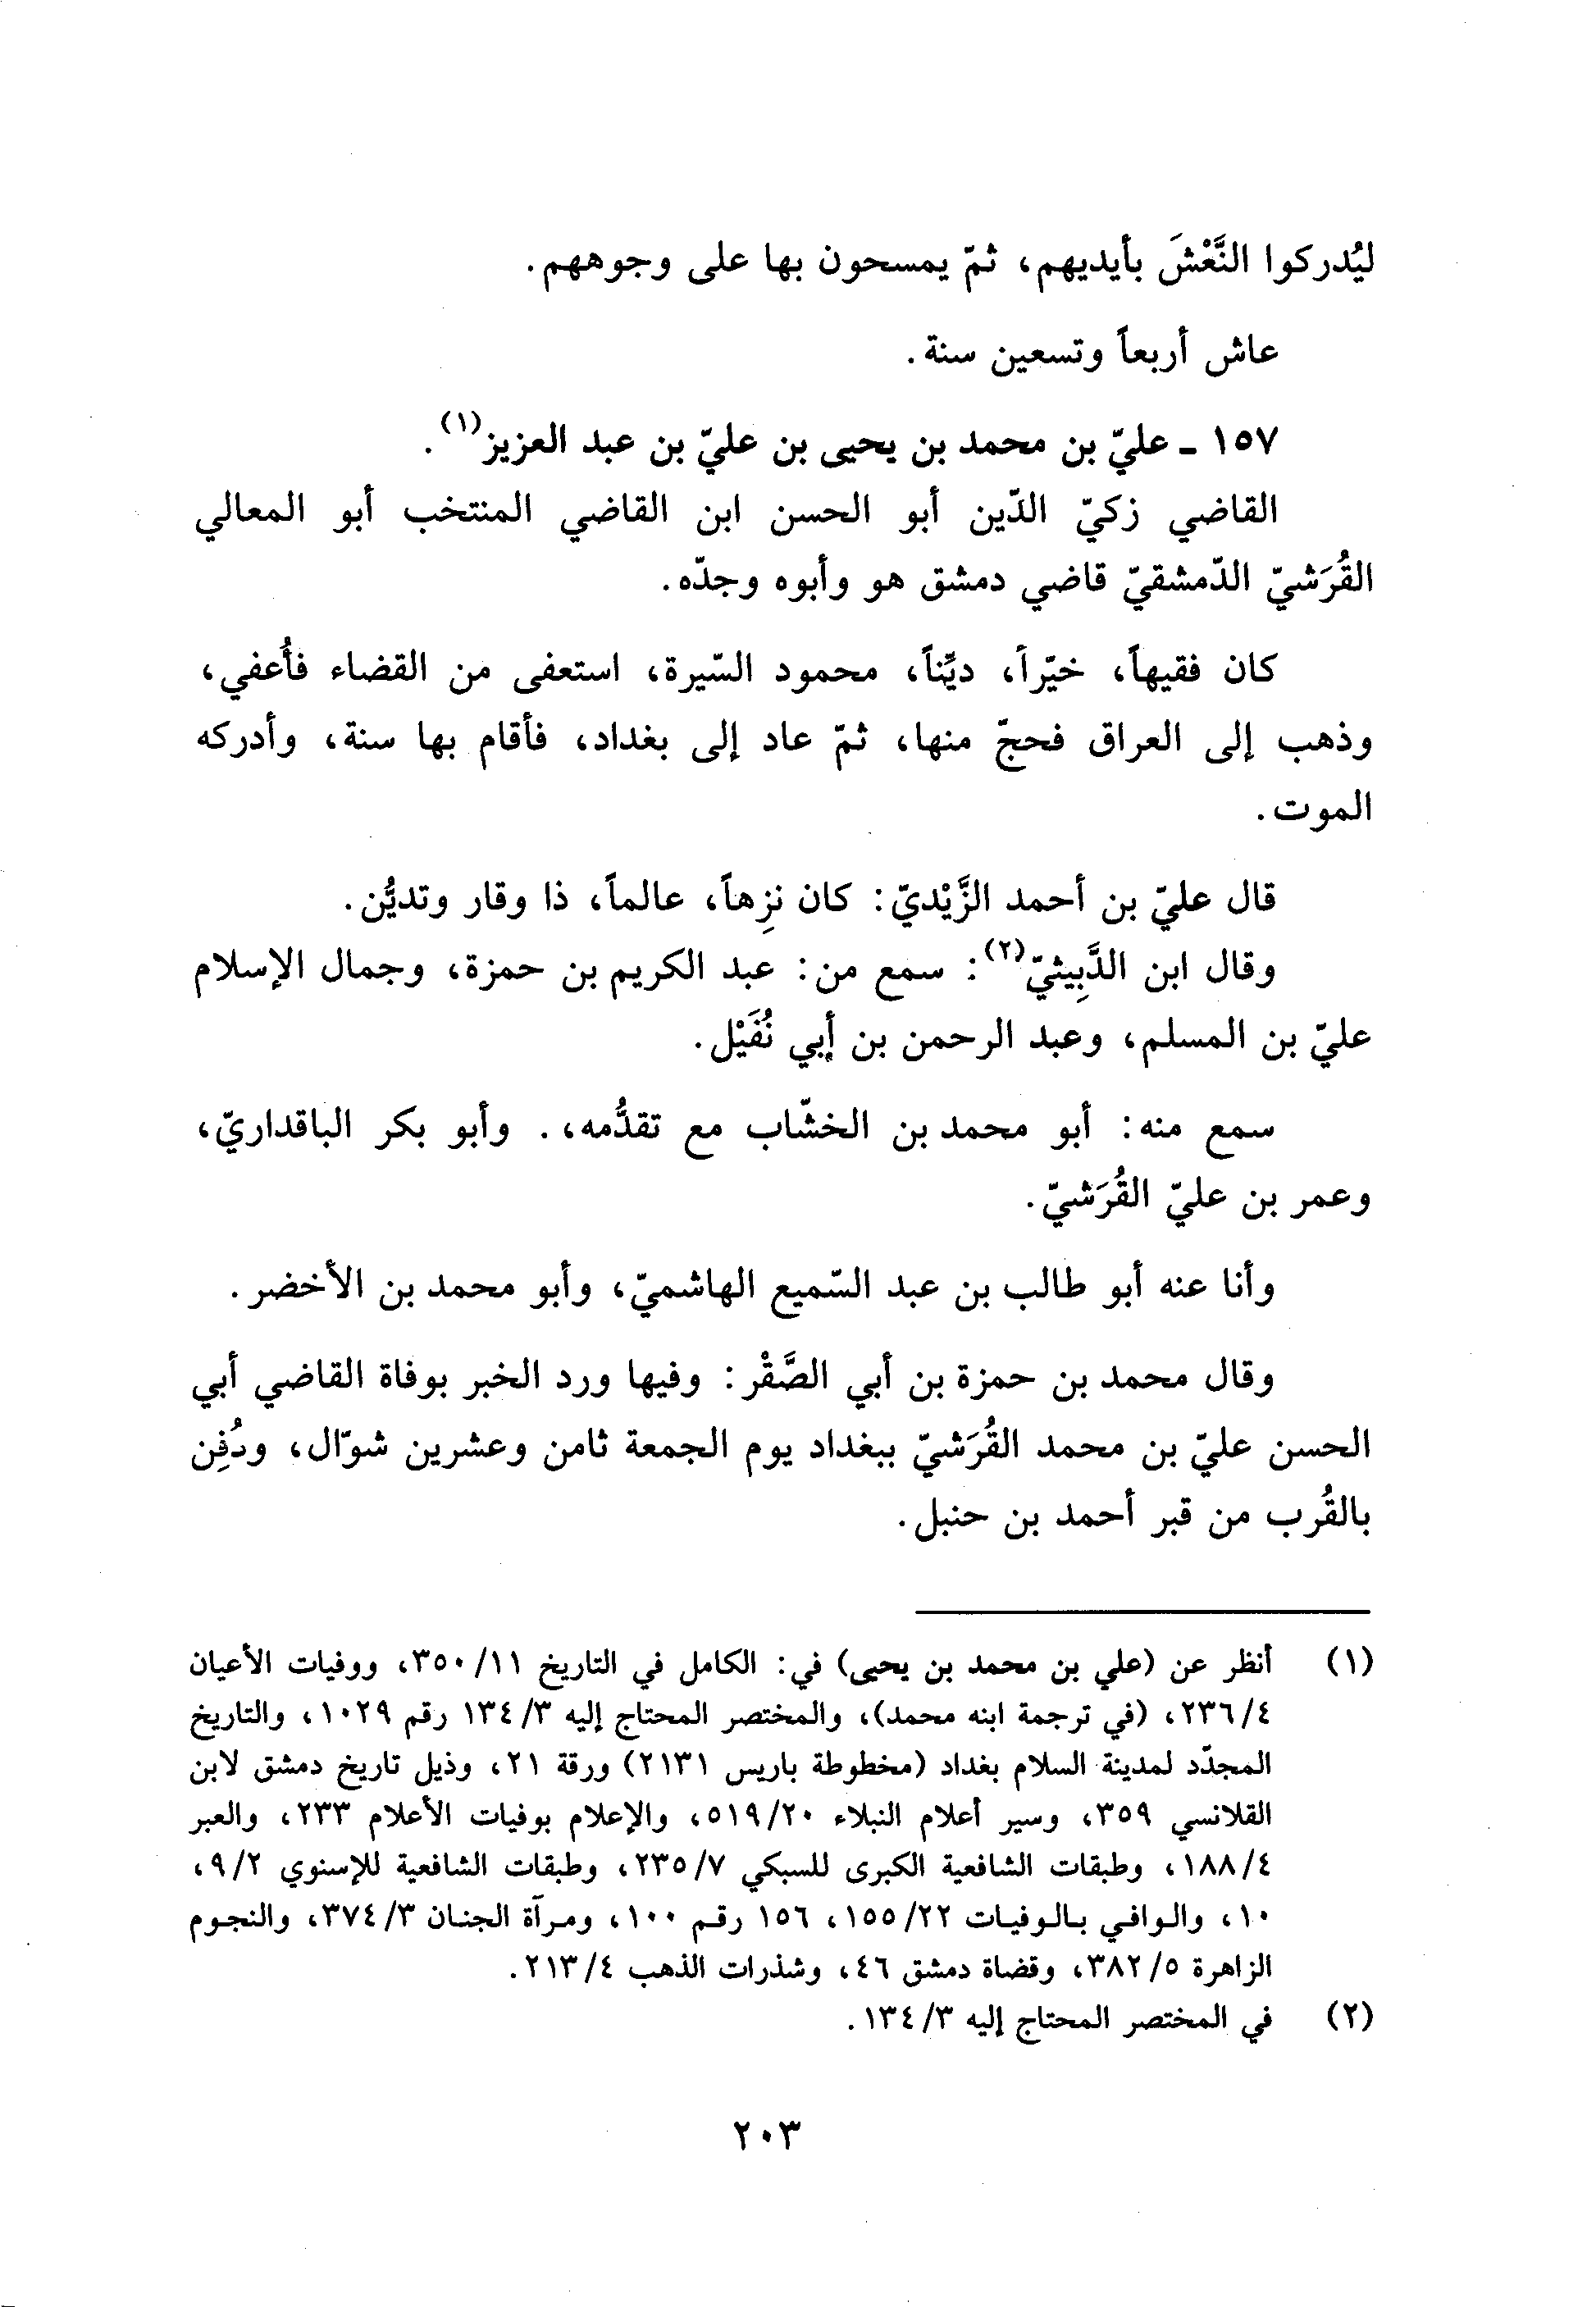 ليُدركوا النَّعْشَ بأيديهم، ثمّ يمسحون بها على وجوههم.
عاش أربعاً وتسعين سنة.
١٥٧ ـ عليّ بن محمد بن يحيى بن عليّ بن عبد العزيز(١).
القاضي زكيّ الدّين أبو الحسن ابن القاضي المنتخب أبو المعالي
القُرَشيّ الدّمشقيّ قاضي دمشق هو وأبوه وجدّه.
كان فقيهاً، خيّراً، ديِّناً، محمود السّيرة، استعفى من القضاء فأُعفي،
وذهب إلى العراق فحجّ منها، ثمّ عاد إلى بغداد، فأقام بها سنة، وأدركه
الموت.
قال عليّ بن أحمد الزَّيْديّ: كان نزِهاً، عالماً، ذا وقار وتديُّن.
وقال ابن الدَّبِيثيّ(٢): سمع من: عبد الكريم بن حمزة، وجمال الإسلام
عليّ بن المسلم، وعبد الرحمن بن أبي نُفَيْل.
سمع منه: أبو محمد بن الخشّاب مع تقدُّمه،. وأبو بكر الباقداريّ،
وعمر بن عليّ القُرَشيّ.
وأنا عنه أبو طالب بن عبد السّميع الهاشميّ، وأبو محمد بن الأخضر.
وقال محمد بن حمزة بن أبي الصَّقْر: وفيها ورد الخبر بوفاة القاضي أبي
الحسن عليّ بن محمد القُرَشيّ ببغداد يوم الجمعة ثامن وعشرين شوّال، ودُفِن
بالقُرب من قبر أحمد بن حنبل.
(١) أنظر عن (علي بن محمد بن يحيى) في: الكامل في التاريخ ٣٥٠/١١، ووفيات الأعيان
٢٣٦/٤، (في ترجمة ابنه محمد)، والمختصر المحتاج إليه ١٣٤/٣ رقم ١٠٢٩، والتاريخ
المجدّد لمدينة السلام بغداد (مخطوطة باريس ٢١٣١) ورقة ٢١، وذيل تاريخ دمشق لابن
القلانسي ٣٥٩، وسير أعلام النبلاء ٥١٩/٢٠، والإعلام بوفيات الأعلام ٢٣٣، والعبر
١٨٨/٤، وطبقات الشافعية الكبرى للسبكي ٢٣٥/٧، وطبقات الشافعية للإسنوي ٩/٢،
١٠، والوافي بالوفيات ١٥٥/٢٢، ١٥٦ رقم ١٠٠، ومرآة الجنان ٣٧٤/٣، والنجوم
الزاهرة ٣٨٢/٥، وقضاة دمشق ٤٦، وشذرات الذهب ٢١٣/٤.
(٢) في المختصر المحتاج إليه ١٣٤/٣.
٢٠٣